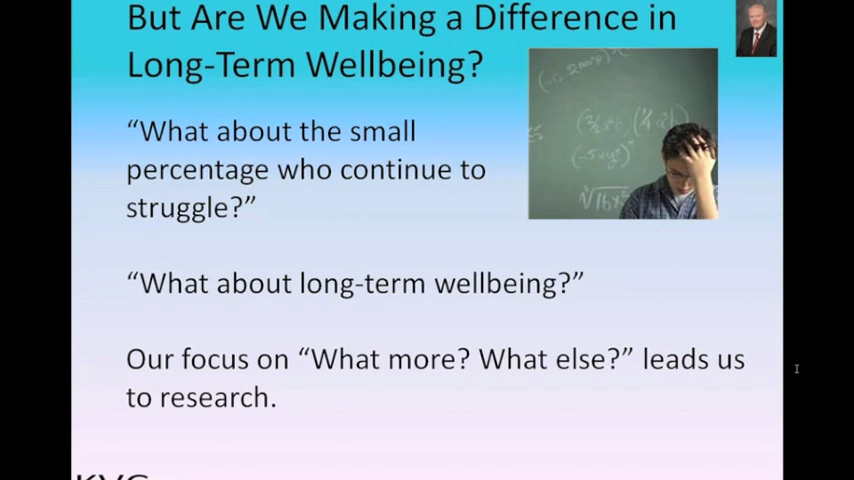 But Are We Making a Difference in
Long-Term Wellbeing?
“What about the small
percentage who continue to
struggle?”
“What about long-term wellbeing?”
Our focus on “What more? What else?” leads us
to research.